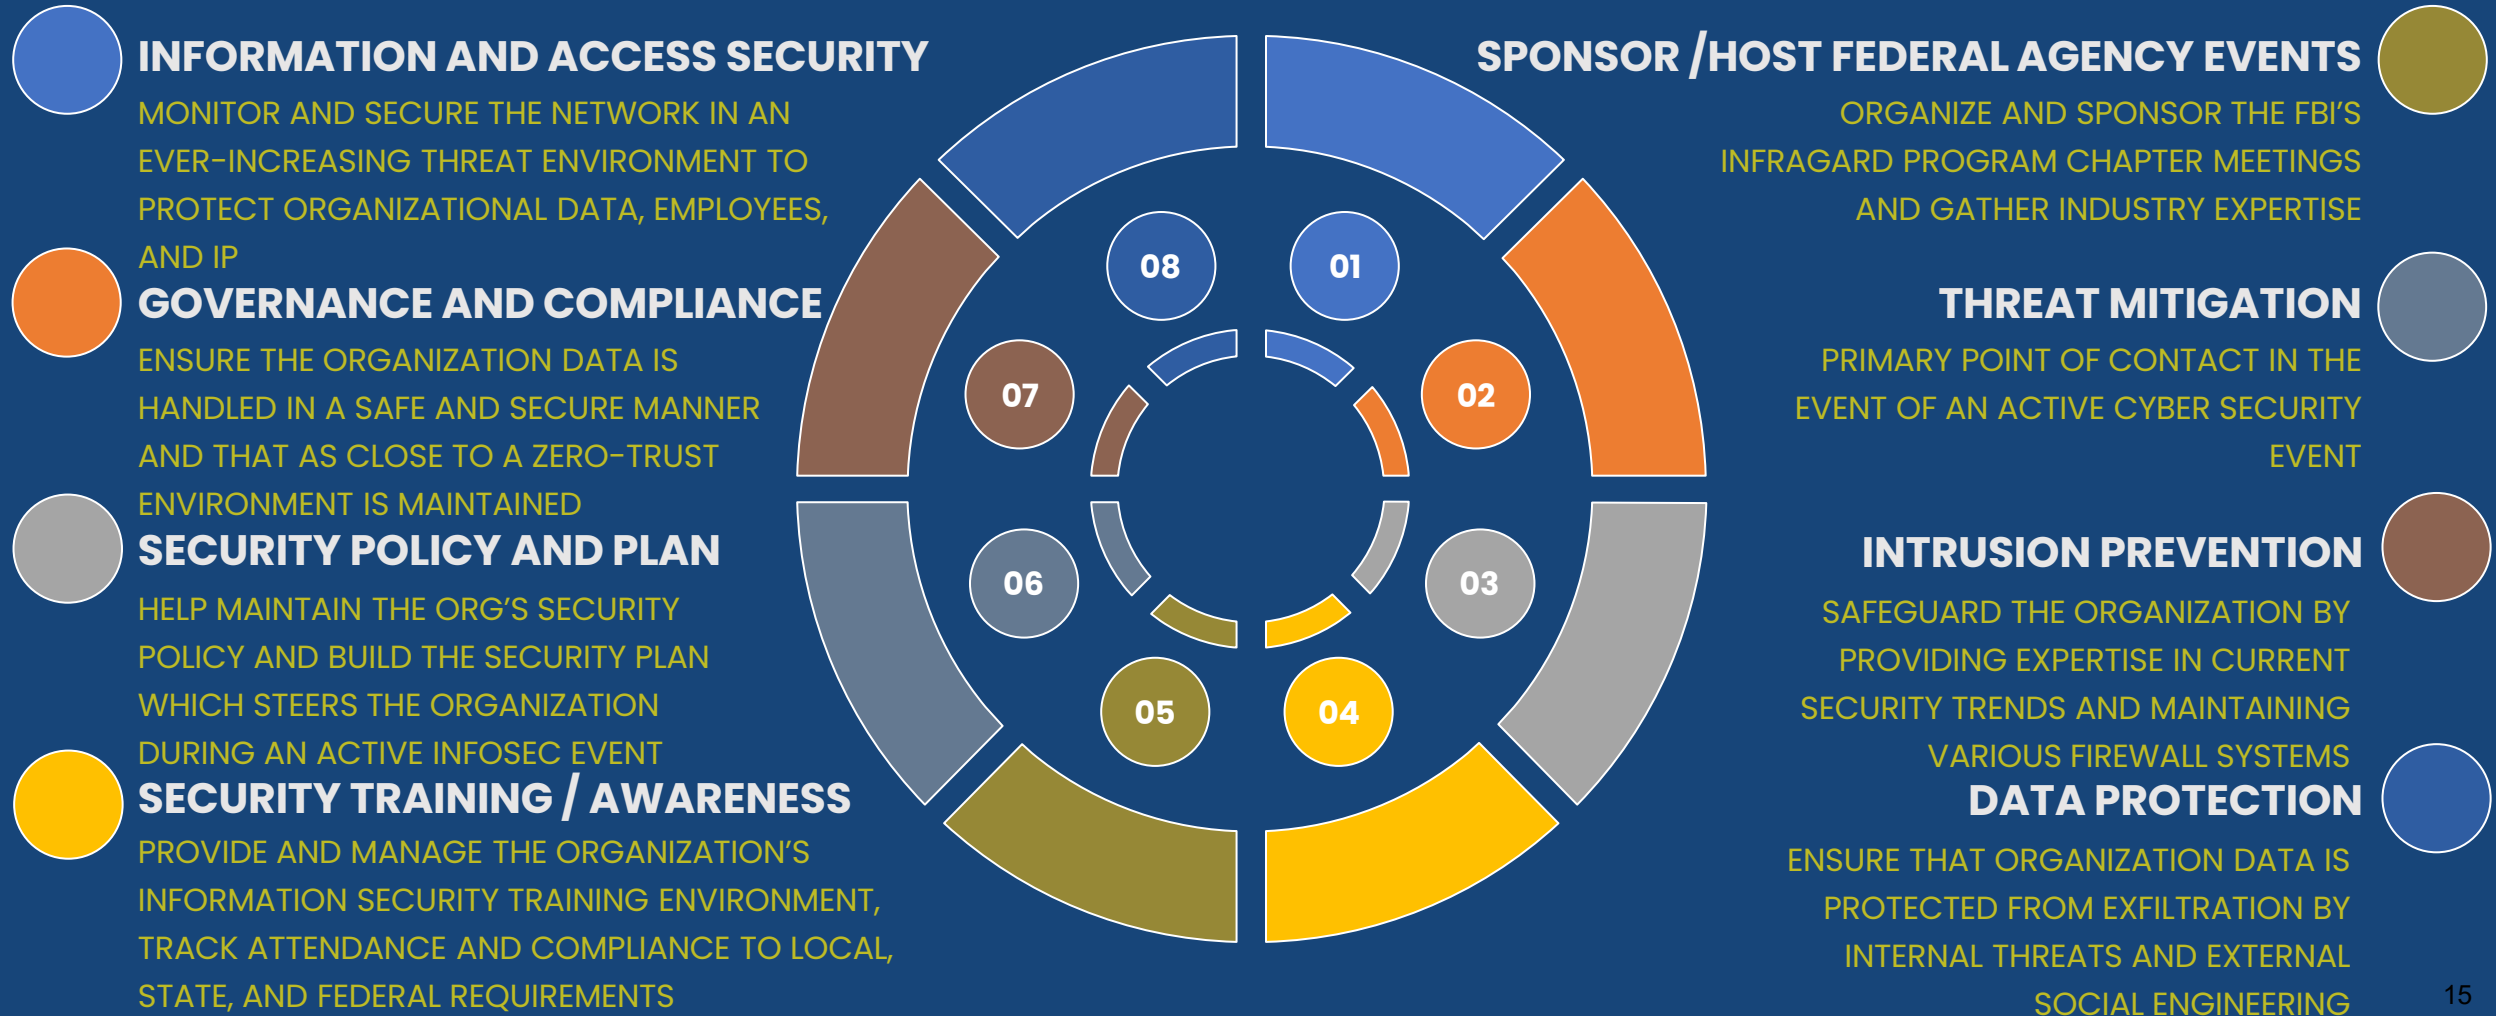 INFORMATION AND ACCESS SECURITY
MONITOR AND SECURE THE NETWORK IN AN
EVER-INCREASING THREAT ENVIRONMENT TO
PROTECT ORGANIZATIONAL DATA, EMPLOYEES,
AND IP
GOVERNANCE AND COMPLIANCE
ENSURE THE ORGANIZATION DATA IS
HANDLED IN A SAFE AND SECURE MANNER
AND THAT AS CLOSE TO A ZERO-TRUST
ENVIRONMENT IS MAINTAINED
SECURITY POLICY AND PLAN
HELP MAINTAIN THE ORG'S SECURITY
POLICY AND BUILD THE SECURITY PLAN
WHICH STEERS THE ORGANIZATION
DURING AN ACTIVE INFOSEC EVENT
SECURITY TRAINING / AWARENESS
PROVIDE AND MANAGE THE ORGANIZATION'S
INFORMATION SECURITY TRAINING ENVIRONMENT,
TRACK ATTENDANCE AND COMPLIANCE TO LOCAL,
STATE, AND FEDERAL REQUIREMENTS
08
01
07
02
06
03
05
04
SPONSOR /HOST FEDERAL AGENCY EVENTS
ORGANIZE AND SPONSOR THE FBI'S
INFRAGARD PROGRAM CHAPTER MEETINGS
AND GATHER INDUSTRY EXPERTISE
THREAT MITIGATION
PRIMARY POINT OF CONTACT IN THE
EVENT OF AN ACTIVE CYBER SECURITY
EVENT
INTRUSION PREVENTION
SAFEGUARD THE ORGANIZATION BY
PROVIDING EXPERTISE IN CURRENT
SECURITY TRENDS AND MAINTAINING
VARIOUS FIREWALL SYSTEMS
DATA PROTECTION
ENSURE THAT ORGANIZATION DATA IS
PROTECTED FROM EXFILTRATION BY
INTERNAL THREATS AND EXTERNAL
SOCIAL ENGINEERING
15